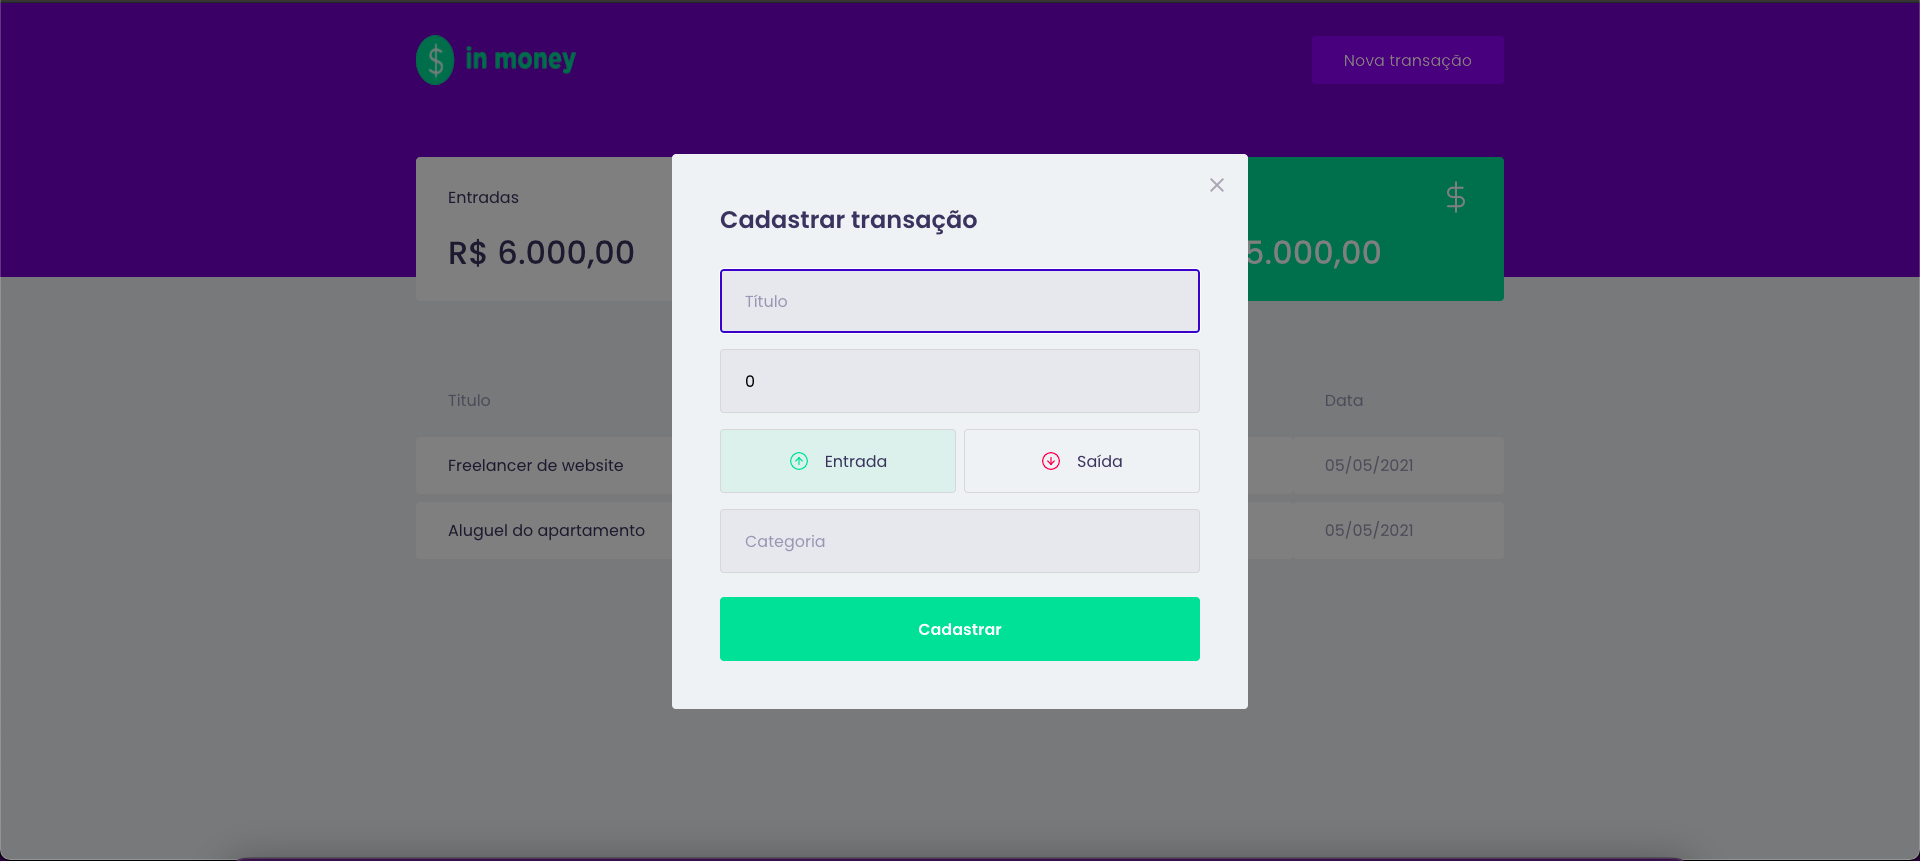 $ in money
Nova transação
Entradas
R$ 6.000,00
$
5.000,00
Cadastrar transação
Título
0
Entrada
Saída
Categoria
Cadastrar
Titulo
Data
Freelancer de website
05/05/2021
Aluguel do apartamento
05/05/2021